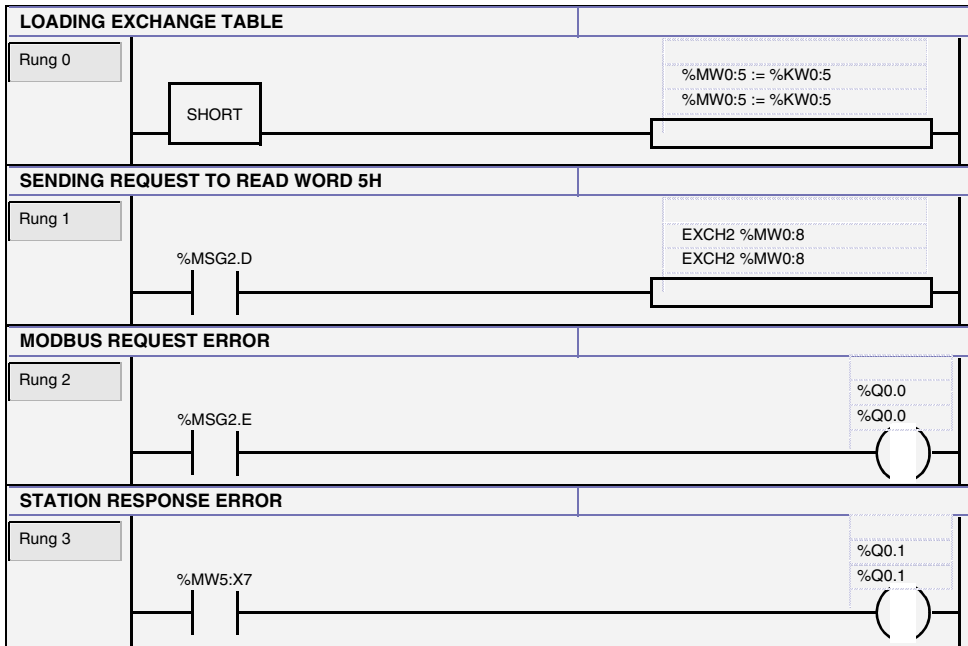 LOADING EXCHANGE TABLE
Rung 0
%MW0:5 := %KW0:5
%MW0:5 := %KW0:5
SHORT
SENDING REQUEST TO READ WORD 5H
Rung 1
EXCH2 %MW0:8
%MSG2.D
EXCH2 %MW0:8
MODBUS REQUEST ERROR
Rung 2
%Q0.0
%MSG2.E
%Q0.0
STATION RESPONSE ERROR
Rung 3
%Q0.1
%MW5:X7
%Q0.1